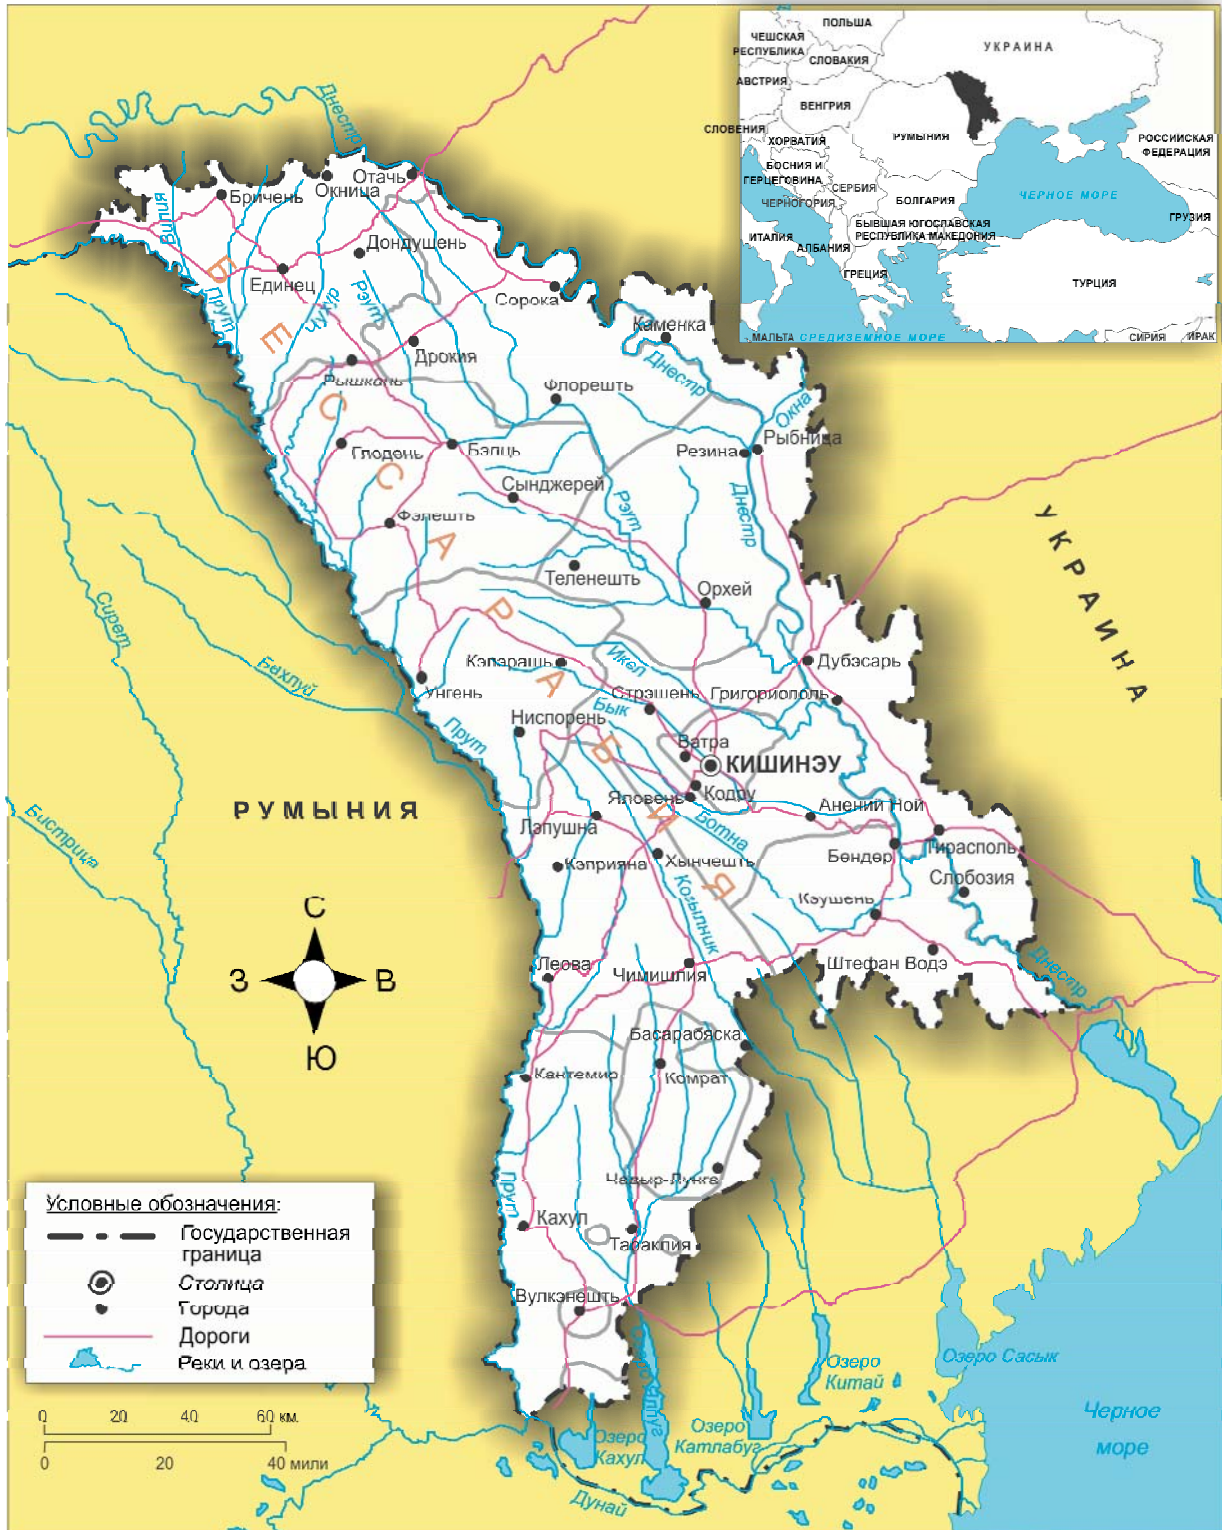 ПОЛЬША
ЧЕШСКАЯ
РЕСПУБЛИКА
УКРАИНА
СЛОВАКИЯ
АВСТРИЯ
ВЕНГРИЯ
СЛОВЕНИЯ
ХОРВАТИЯ
РУМЫНИЯ
РОССИЙСКАЯ
ФЕДЕРАЦИЯ
БОСНИЯ И
ГЕРЦЕГОВИНА
СЕРБИЯ
ЧЕРНОГОРИЯ
БОЛГАРИЯ
ЧЕРНОЕ МОРЕ
ГРУЗИЯ
БЫВШАЯ ЮГОСЛАВСКАЯ
РЕСПУБЛИКА МАКЕДОНИЯ
ИТАЛИЯ
АЛБАНИЯ
ГРЕЦИЯ
ТУРЦИЯ
МАЛЬТА
СРЕДИЗЕМНОЕ МОРЕ
СИРИЯ
ИРАК
Днестр
Бричень
Окница
Отачь
Вилия
Дондушень
Единец
Прут
Чухур
Рэут
Сорока
Каменка
Дрокия
Рышкань
Днестр
Флорешть
Окна
Глодень
Бэлць
Резина
Рыбница
Сынджерей
Рэут
Днестр
Фэлешть
Теленешть
Орхей
БЕССАРАБИЯ
УКРАИНА
Сирет
Бахлуй
Кэлэрашь
Икел
Дубэсарь
Унгень
Стрэшень
Григориополь
Бык
Ниспорень
Прут
Ватра
КИШИНЭУ
РУМЫНИЯ
Бистрица
Яловень
Кодру
Анений Ной
Ботна
Лэпушна
Тирасполь
Бендер
Кэприяна
Хынчешть
Слобозия
Когылник
Кэушень
С
З
В
Ю
Леова
Чимишлия
Штефан Водэ
Днестр
Басарабяска
Кантемир
Комрат
Чадыр-Лунга
Прут
Кахул
Тараклия
Вулкэнешть
Условные обозначения:
Государственная
граница
Столица
Города
Дороги
Реки и озера
0 20 40 60 км.
0 20 40 мили
Озеро
Китай
Озеро Сасык
Озеро
Катлабуг
Озеро
Кахул
Дунай
Черное
море